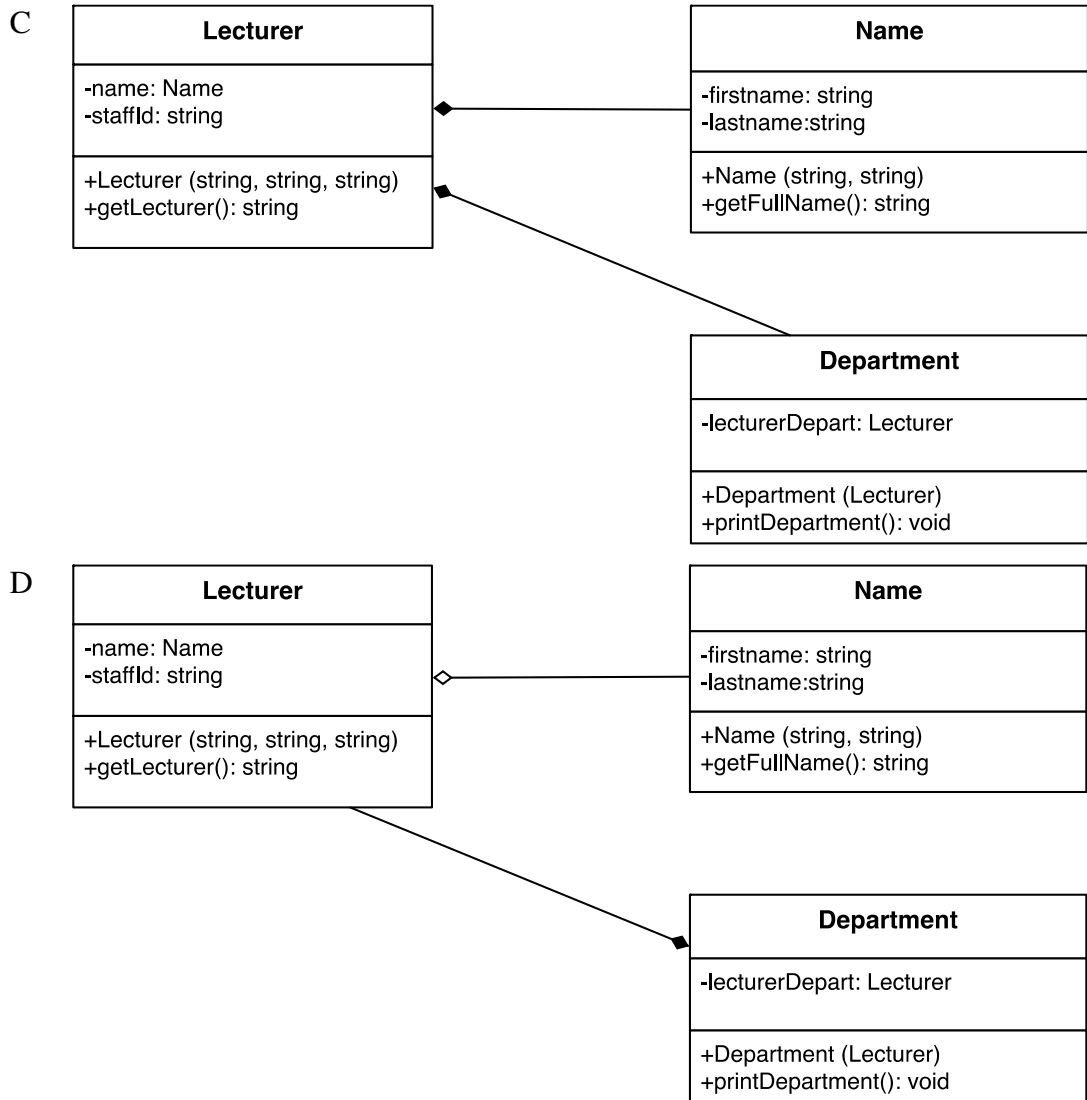 C
Lecturer
-name: Name
-staffId: string
+Lecturer (string, string, string)
+getLecturer(): string
Name
-firstname: string
-lastname:string
+Name (string, string)
+getFullName(): string
Department
-lecturerDepart: Lecturer
+Department (Lecturer)
+printDepartment(): void
D
Lecturer
-name: Name
-staffId: string
+Lecturer (string, string, string)
+getLecturer(): string
Name
-firstname: string
-lastname:string
+Name (string, string)
+getFullName(): string
Department
-lecturerDepart: Lecturer
+Department (Lecturer)
+printDepartment(): void